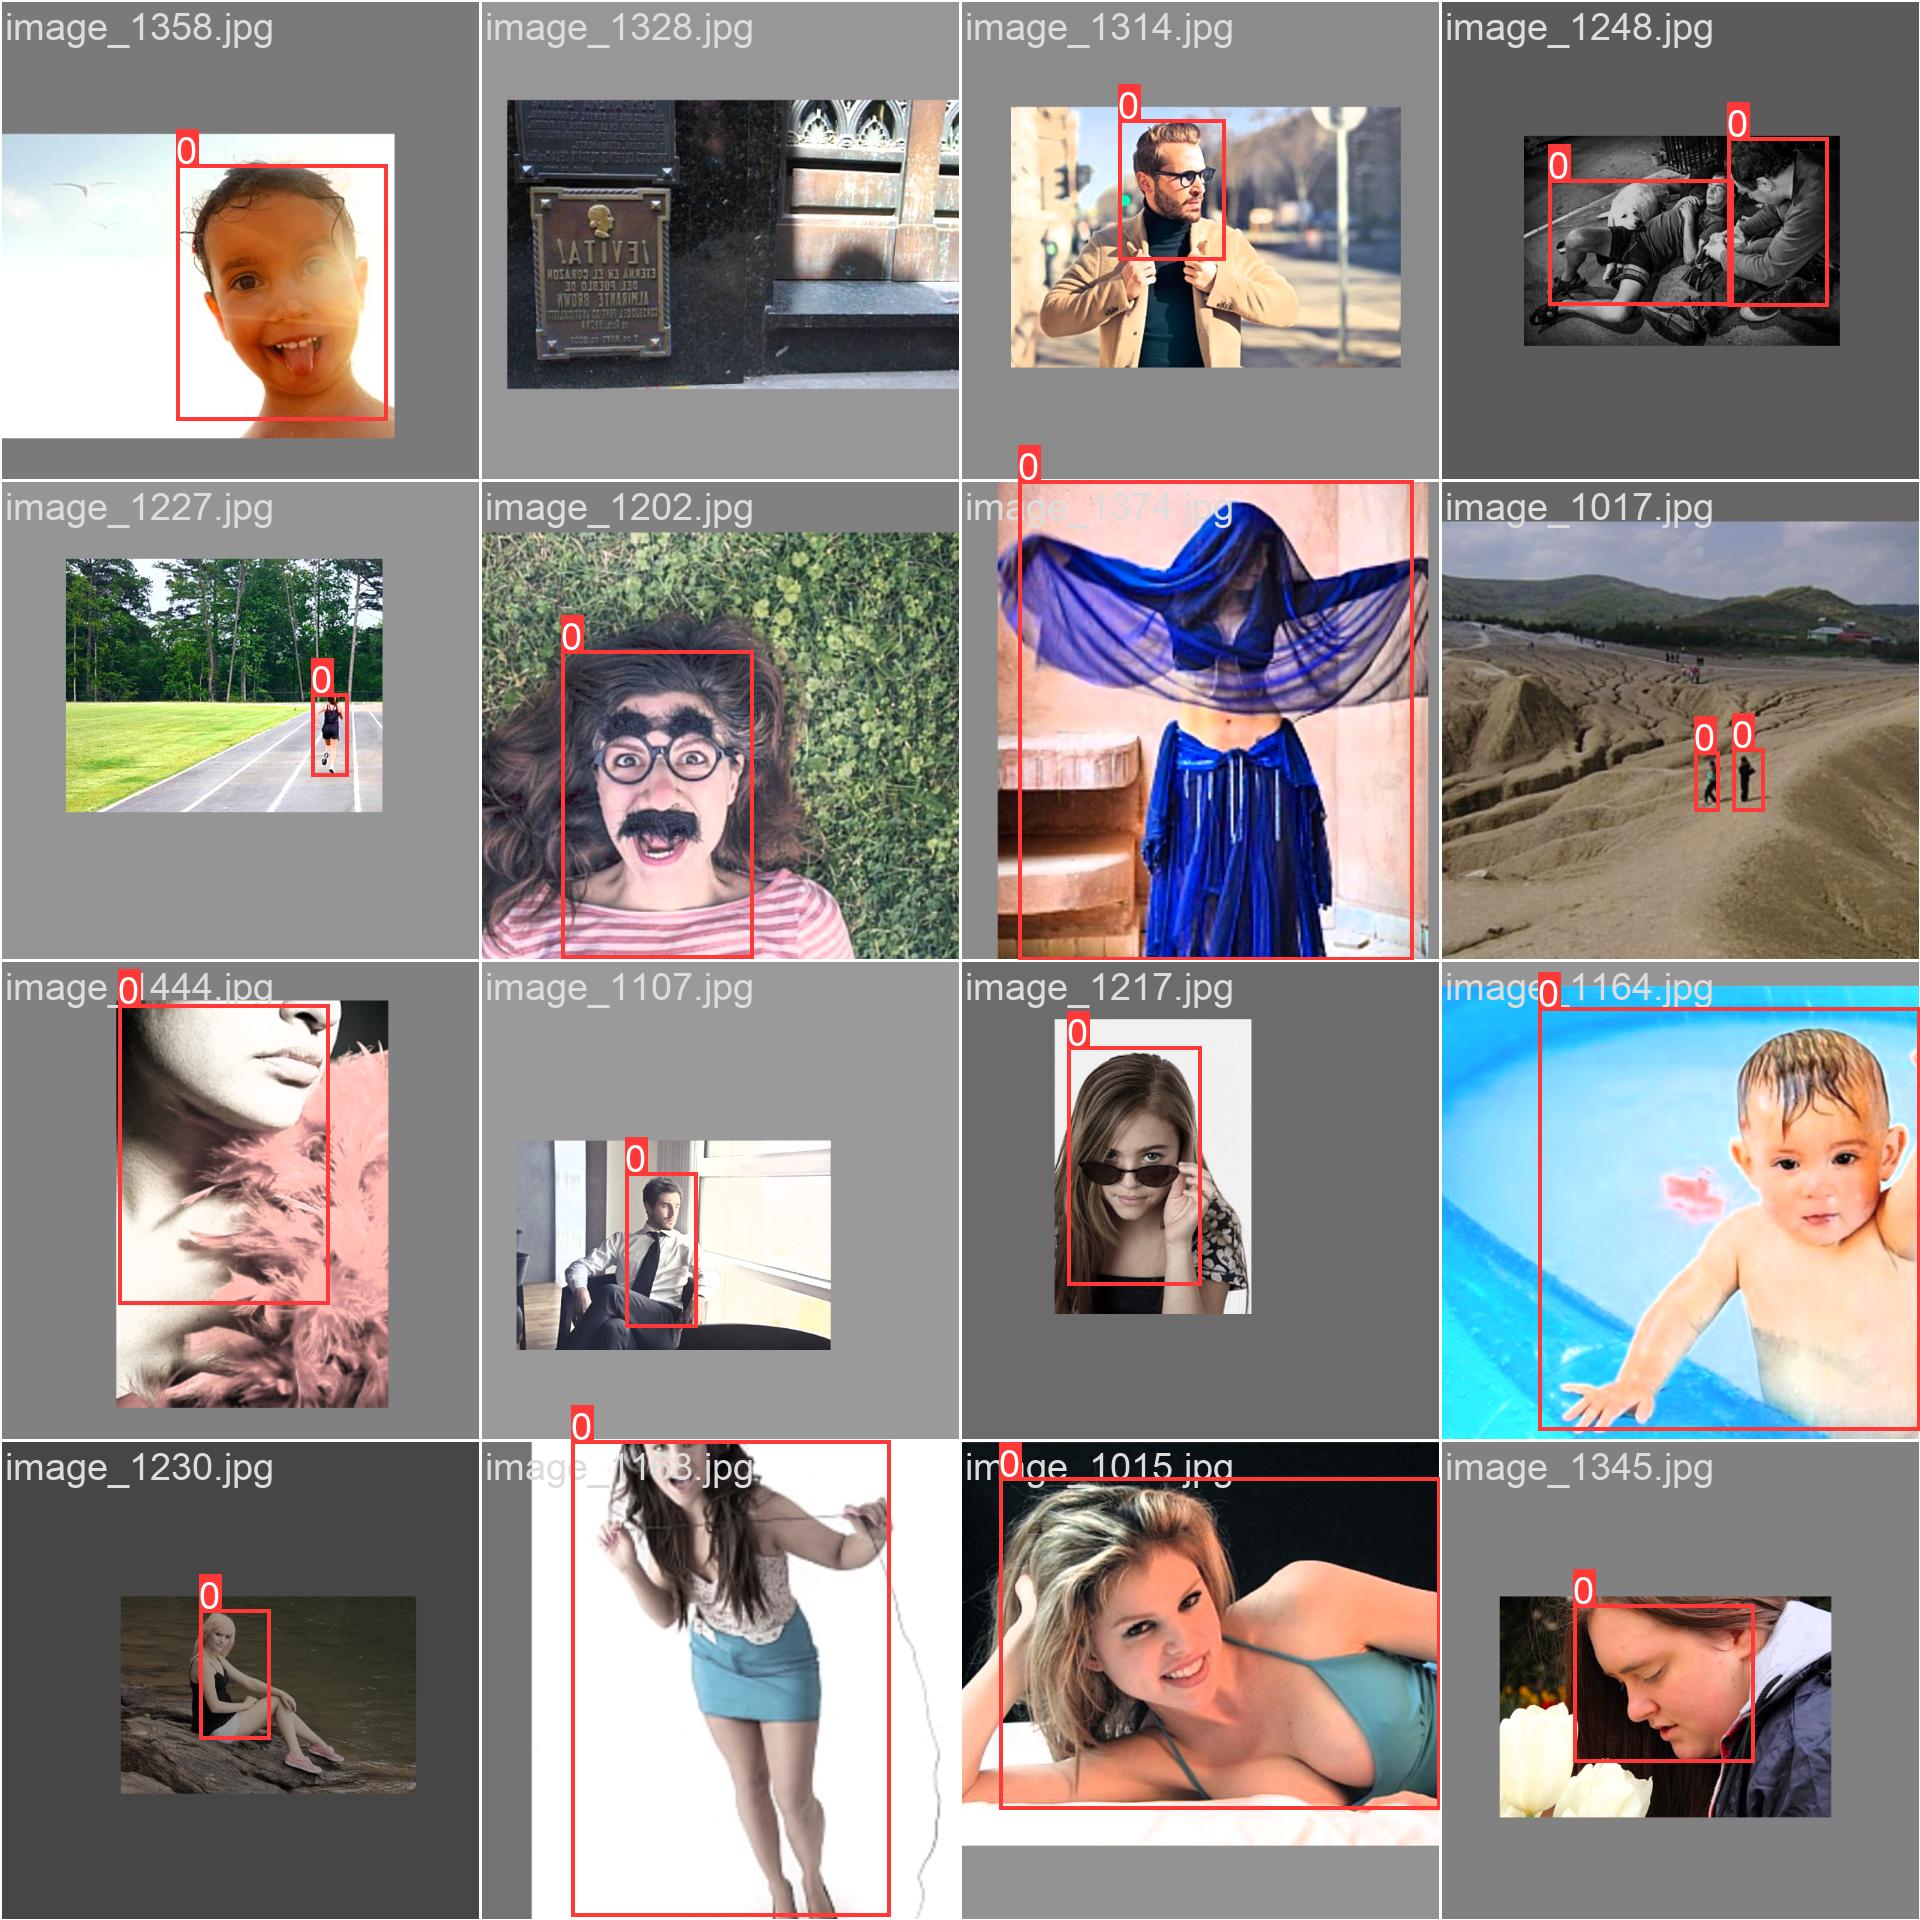 image_1358.jpg
image_1328.jpg
image_1314.jpg
image_1248.jpg
0
0
0
0
¡EVITA!
ETERNA EN EL CORAZON
DEL PUEBLO DE
ALMIRANTE BROWN
0
image_1227.jpg
image_1202.jpg
image_1374.jpg
image_1017.jpg
0
0
0
0
image_1444.jpg
image_1107.jpg
image_1217.jpg
image_1164.jpg
0
0
0
0
0
image_1230.jpg
image_1168.jpg
image_1015.jpg
image_1345.jpg
0
0
0